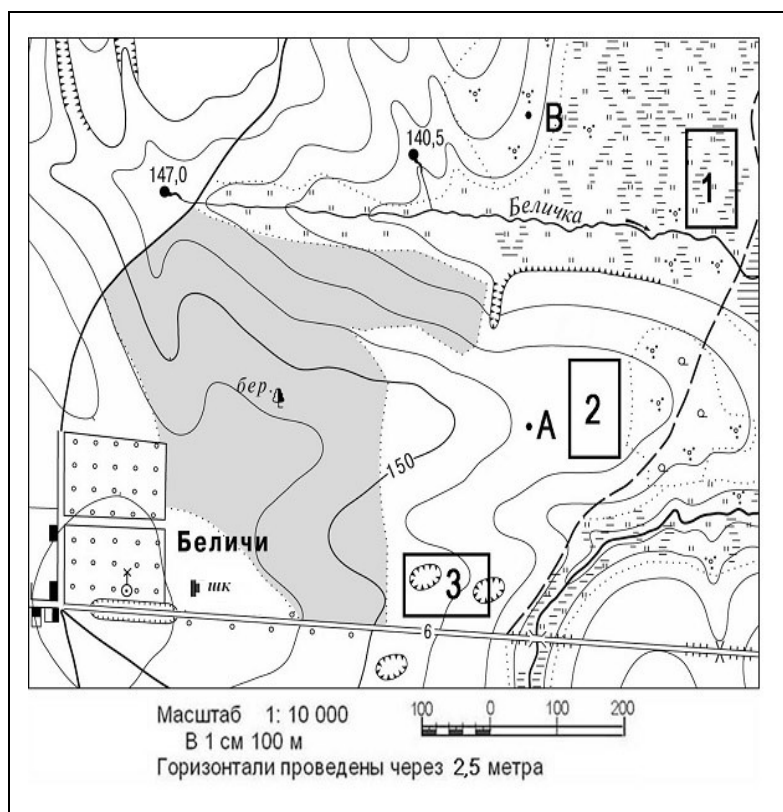 В
140,5
147,0
1
Беличка
бер.
2
А
150
Беличи
3
шк
6
Масштаб 1: 10 000
В 1 см 100 м
Горизонтали проведены через 2,5 метра
100 0 100 200